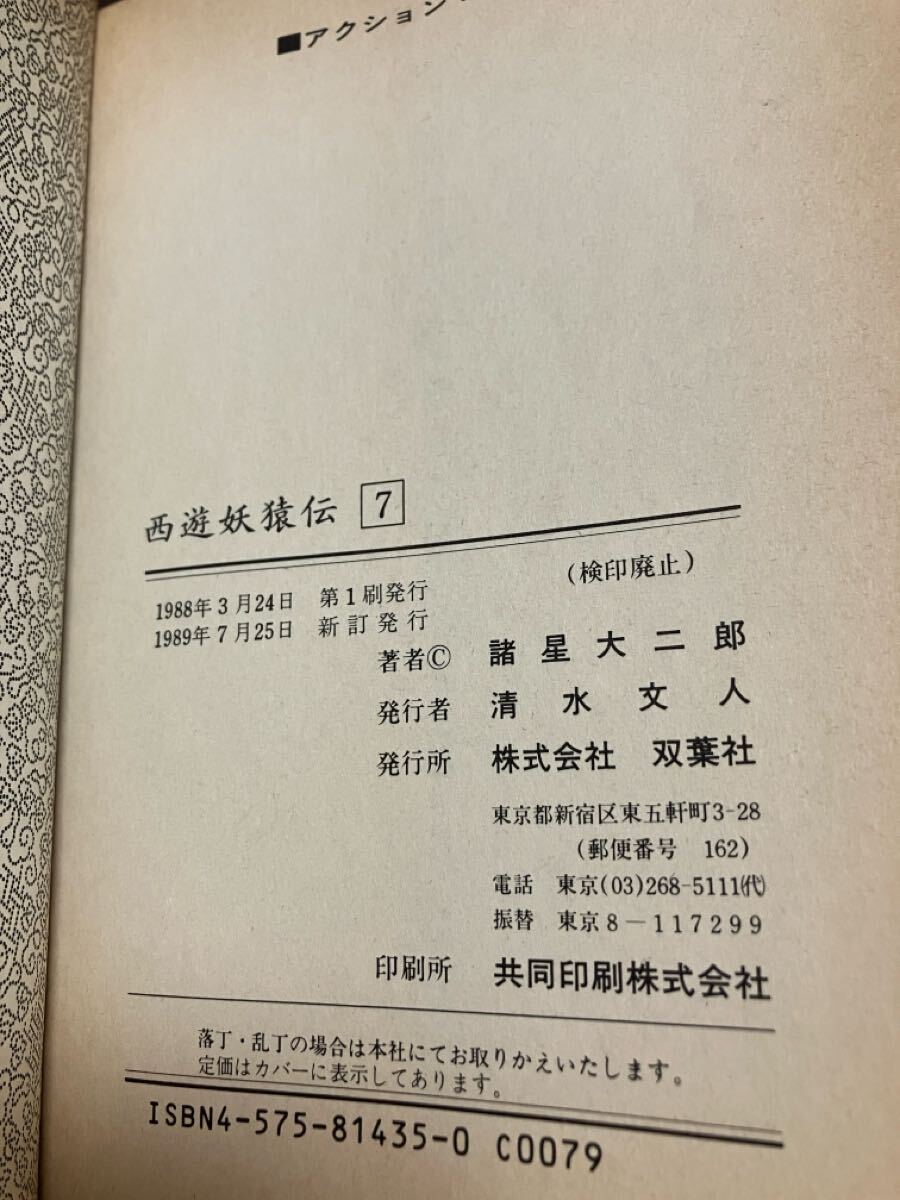 ■アクション
西遊妖猿伝 7
(検印廃止)
1988年3月24日 第1刷発行
1989年7月25日 新訂発行
著者© 諸星大二郎
発行者 清水文人
発行所 株式会社 双葉社
東京都新宿区東五軒町3-28
(郵便番号 162)
電話 東京(03)268-5111(代)
振替 東京8-117299
印刷所 共同印刷株式会社
落丁・乱丁の場合は本社にてお取りかえいたします。
定価はカバーに表示してあります。
ISBN4-575-81435-0 C0079